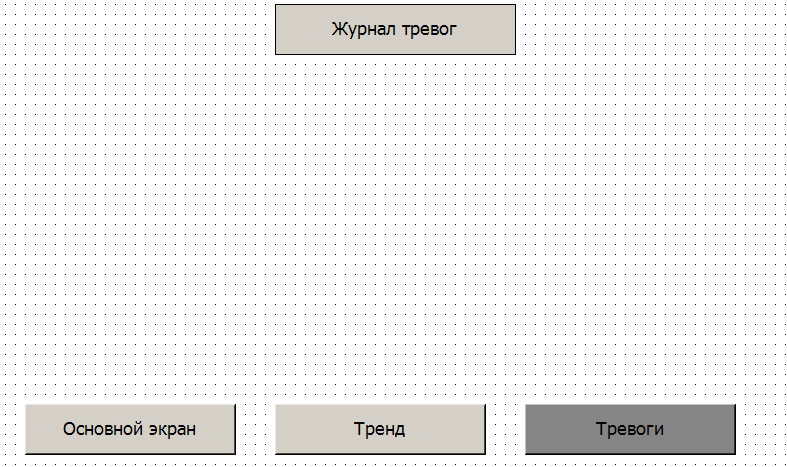 Журнал тревог
Основной экран
Тренд
Тревоги